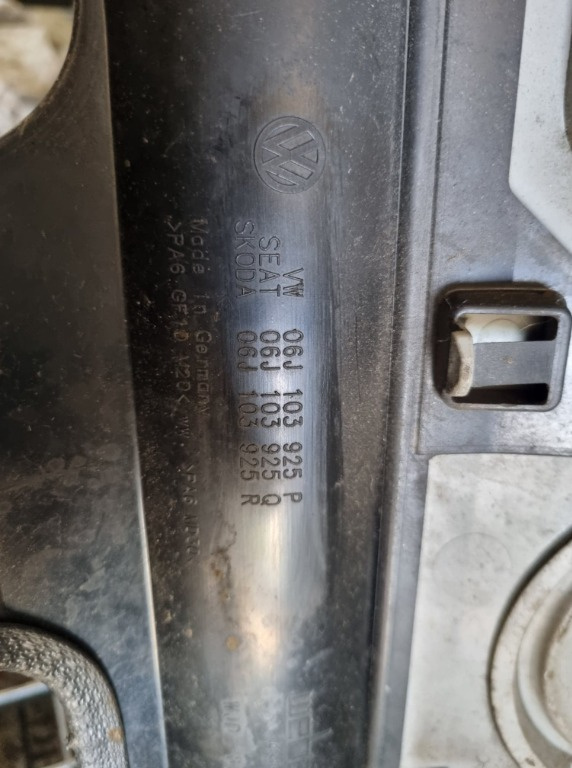 VW 06J 103 925 P
SEAT 06J 103 925 Q
SKODA 06J 103 925 R
Made in Germany
>PA6 GF10 M20<